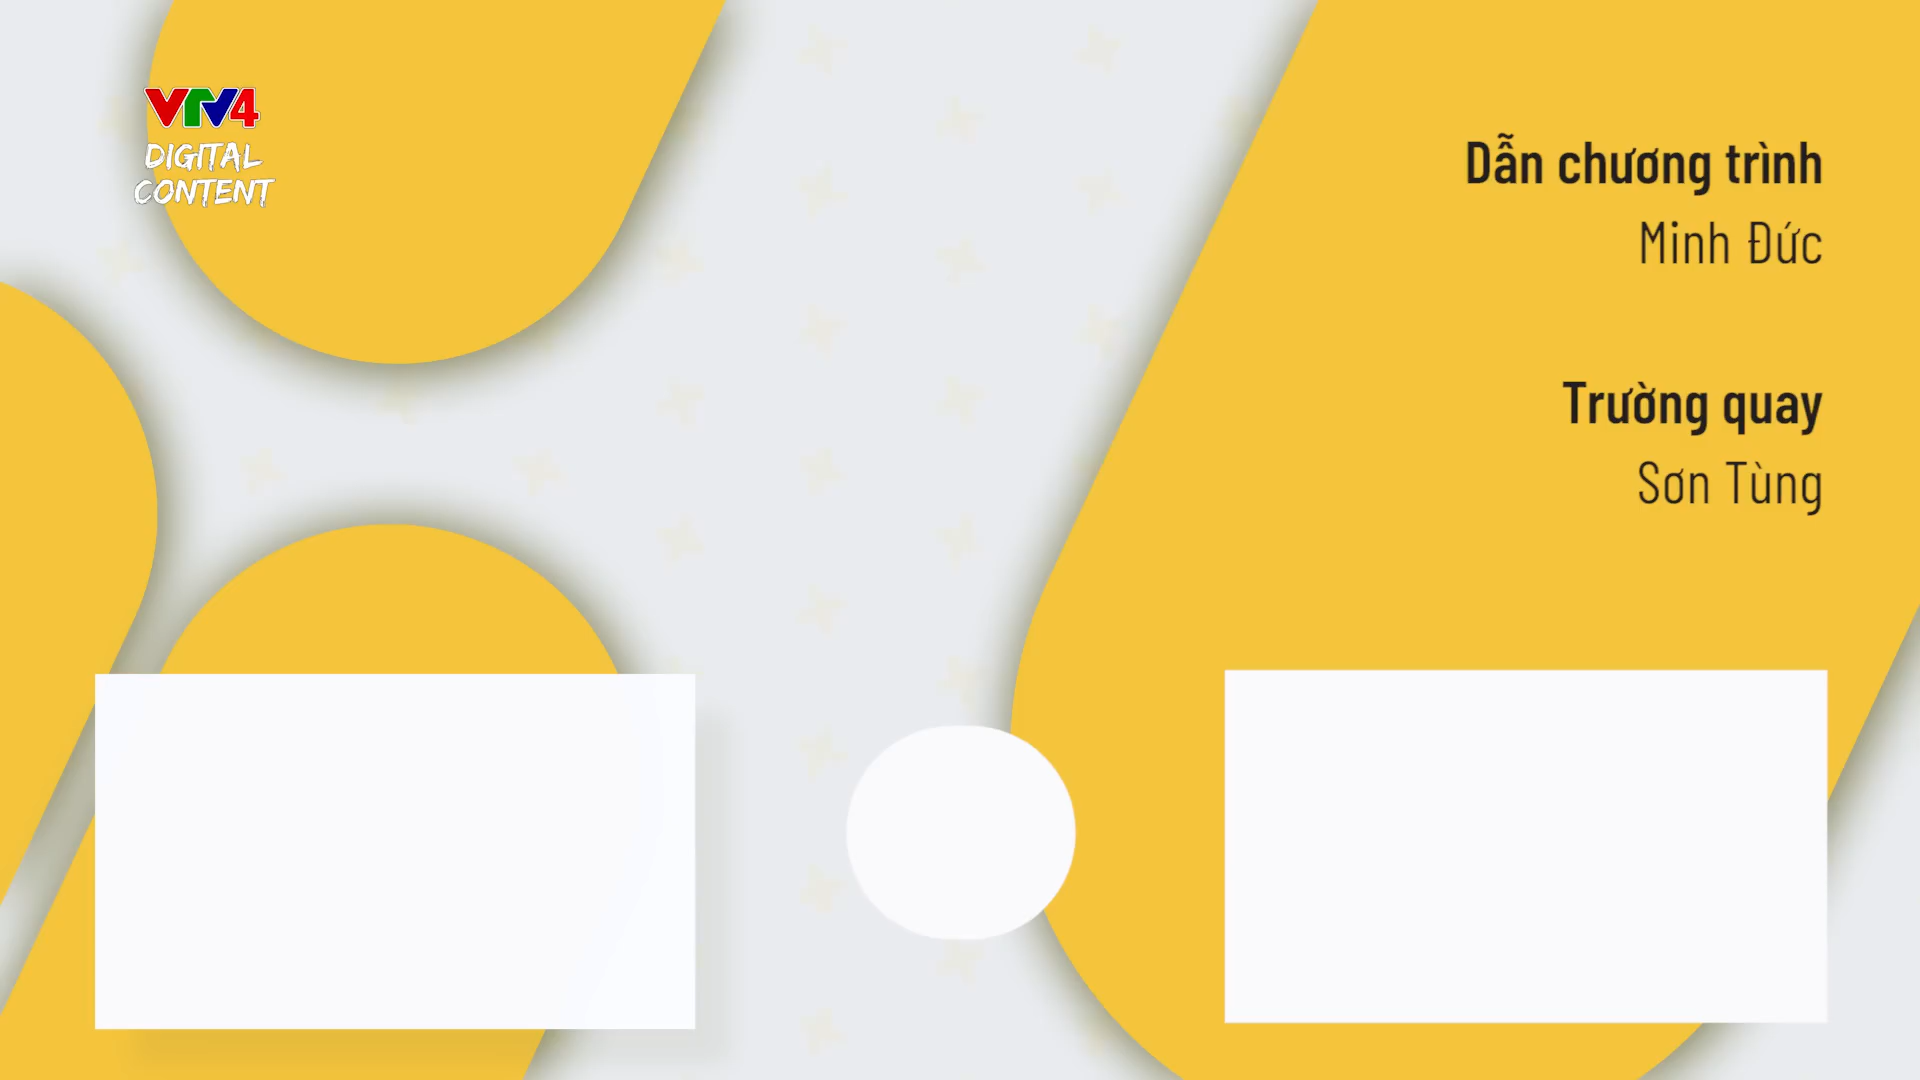 VTV4
DIGITAL
CONTENT
Dẫn chương trình
Minh Đức
Trường quay
Sơn Tùng